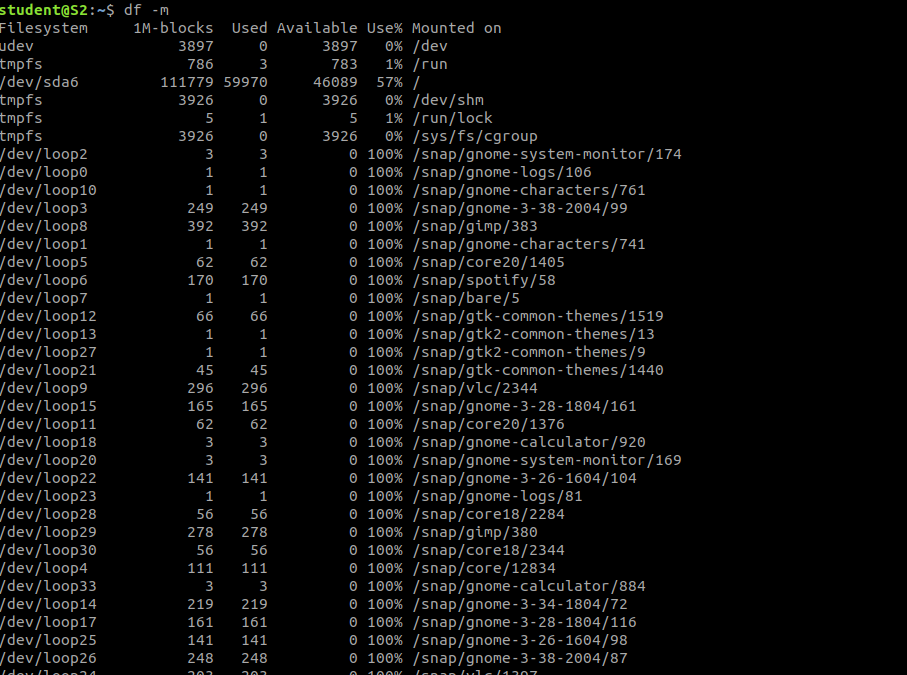 student@S2:~$ df -m
Filesystem     1M-blocks  Used Available Use% Mounted on
udev                3897     0      3897   0% /dev
tmpfs                786     3       783   1% /run
/dev/sda6         111779 59970     46089  57% /
tmpfs               3926     0      3926   0% /dev/shm
tmpfs                  5     1         5   1% /run/lock
tmpfs               3926     0      3926   0% /sys/fs/cgroup
/dev/loop2             3     3         0 100% /snap/gnome-system-monitor/174
/dev/loop0             1     1         0 100% /snap/gnome-logs/106
/dev/loop10            1     1         0 100% /snap/gnome-characters/761
/dev/loop3           249   249         0 100% /snap/gnome-3-38-2004/99
/dev/loop8           392   392         0 100% /snap/gimp/383
/dev/loop1             1     1         0 100% /snap/gnome-characters/741
/dev/loop5            62    62         0 100% /snap/core20/1405
/dev/loop6           170   170         0 100% /snap/spotify/58
/dev/loop7             1     1         0 100% /snap/bare/5
/dev/loop12           66    66         0 100% /snap/gtk-common-themes/1519
/dev/loop13            1     1         0 100% /snap/gtk2-common-themes/13
/dev/loop27            1     1         0 100% /snap/gtk2-common-themes/9
/dev/loop21           45    45         0 100% /snap/gtk-common-themes/1440
/dev/loop9           296   296         0 100% /snap/vlc/2344
/dev/loop15          165   165         0 100% /snap/gnome-3-28-1804/161
/dev/loop11           62    62         0 100% /snap/core20/1376
/dev/loop18            3     3         0 100% /snap/gnome-calculator/920
/dev/loop20            3     3         0 100% /snap/gnome-system-monitor/169
/dev/loop22          141   141         0 100% /snap/gnome-3-26-1604/104
/dev/loop23            1     1         0 100% /snap/gnome-logs/81
/dev/loop28           56    56         0 100% /snap/core18/2284
/dev/loop29          278   278         0 100% /snap/gimp/380
/dev/loop30           56    56         0 100% /snap/core18/2344
/dev/loop4           111   111         0 100% /snap/core/12834
/dev/loop33            3     3         0 100% /snap/gnome-calculator/884
/dev/loop14          219   219         0 100% /snap/gnome-3-34-1804/72
/dev/loop17          161   161         0 100% /snap/gnome-3-28-1804/116
/dev/loop25          141   141         0 100% /snap/gnome-3-26-1604/98
/dev/loop26          248   248         0 100% /snap/gnome-3-38-2004/87